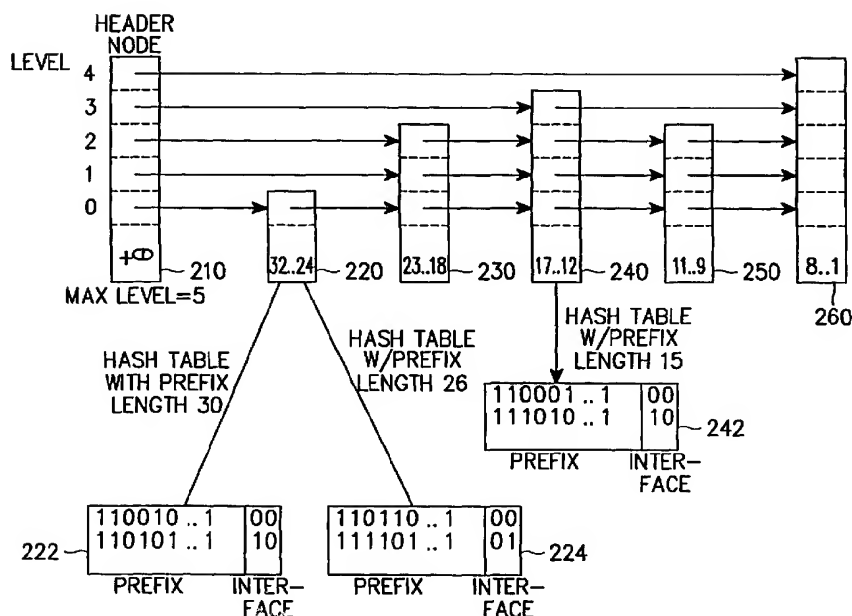 HEADER
NODE
LEVEL 4
3
2
1
0
32..24 220 23..18 230 17..12 240 11..9 250 8..1
210
MAX LEVEL=5
260
HASH TABLE
WITH PREFIX
LENGTH 30
HASH TABLE
W/PREFIX
LENGTH 26
HASH TABLE
W/PREFIX
LENGTH 15
110001..1 00
111010..1 10
242
PREFIX INTER-
FACE
110010..1 00
110101..1 10
222
PREFIX INTER-
FACE
110110..1 00
111101..1 01
224
PREFIX INTER-
FACE